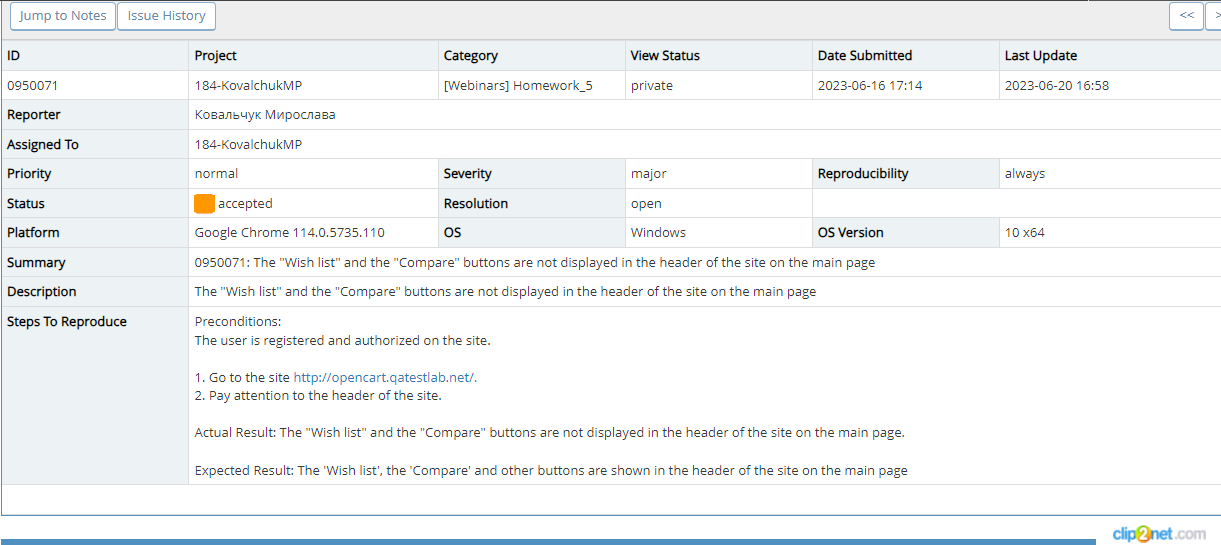 Jump to Notes Issue History << >
ID Project Category View Status Date Submitted Last Update
0950071 184-KovalchukMP [Webinars] Homework_5 private 2023-06-16 17:14 2023-06-20 16:58
Reporter Ковальчук Мирослава
Assigned To 184-KovalchukMP
Priority normal Severity major Reproducibility always
Status accepted Resolution open
Platform Google Chrome 114.0.5735.110 OS Windows OS Version 10 x64
Summary 0950071: The "Wish list" and the "Compare" buttons are not displayed in the header of the site on the main page
Description The "Wish list" and the "Compare" buttons are not displayed in the header of the site on the main page
Steps To Reproduce Preconditions:
The user is registered and authorized on the site.
1. Go to the site http://opencart.qatestlab.net/.
2. Pay attention to the header of the site.
Actual Result: The "Wish list" and the "Compare" buttons are not displayed in the header of the site on the main page.
Expected Result: The 'Wish list', the 'Compare' and other buttons are shown in the header of the site on the main page
clip2net.com